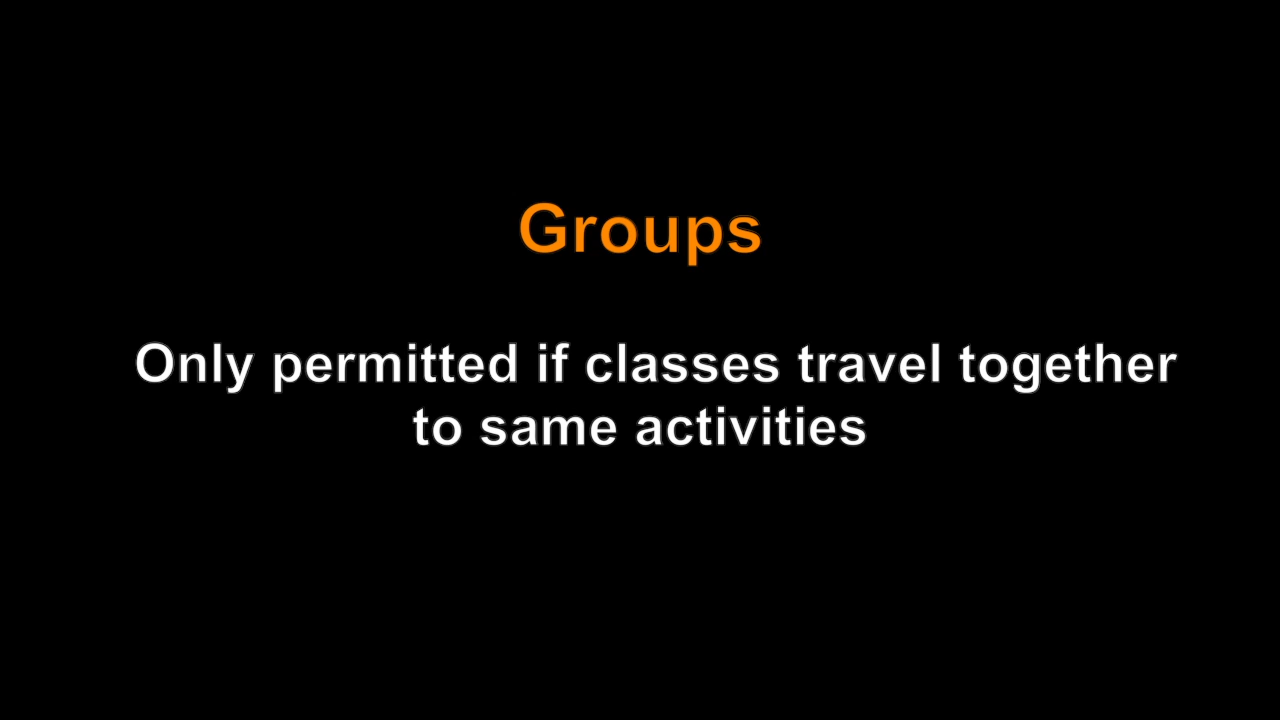 Groups
Only permitted if classes travel together
to same activities